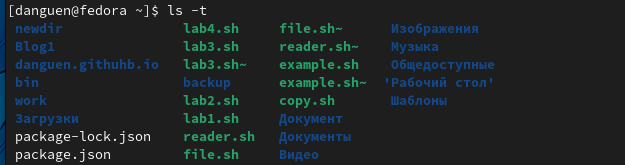 [danguen@fedora ~]$ ls -t
newdir lab4.sh file.sh~ Изображения
Blog1 lab3.sh reader.sh~ Музыка
danguen.githuhb.io lab3.sh~ example.sh Общедоступные
bin backup example.sh~ 'Рабочий стол'
work lab2.sh copy.sh Шаблоны
Загрузки lab1.sh Документ
package-lock.json reader.sh Документы
package.json file.sh Видео